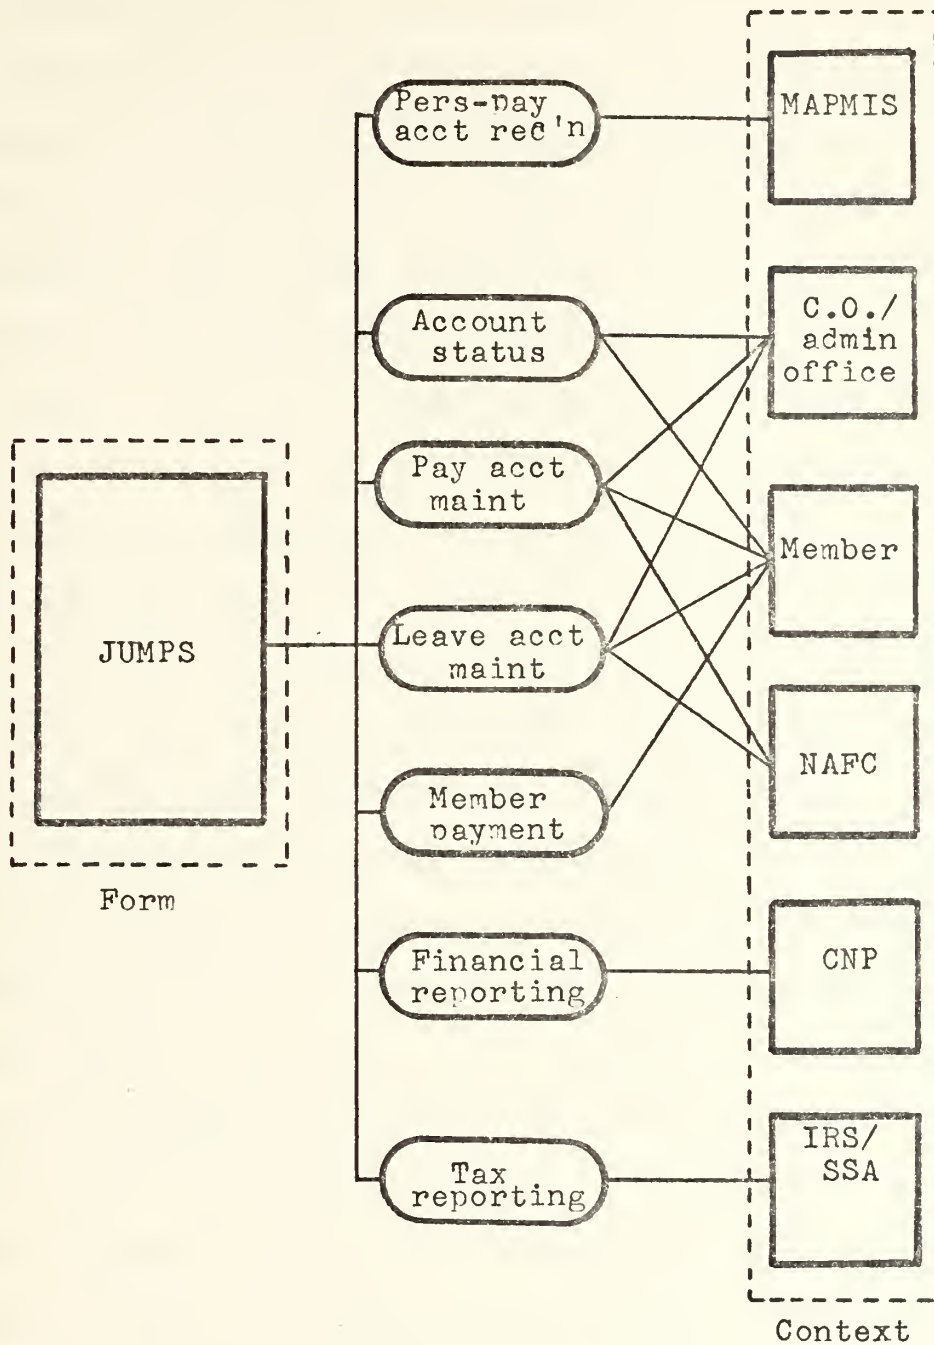 Pers-pay
acct rec'n
MAPMIS
Account
status
C.O./
admin
office
Pay acct
maint
Member
JUMPS
Leave acct
maint
NAFC
Member
payment
Form
Financial
reporting
CNP
Tax
reporting
IRS/
SSA
Context